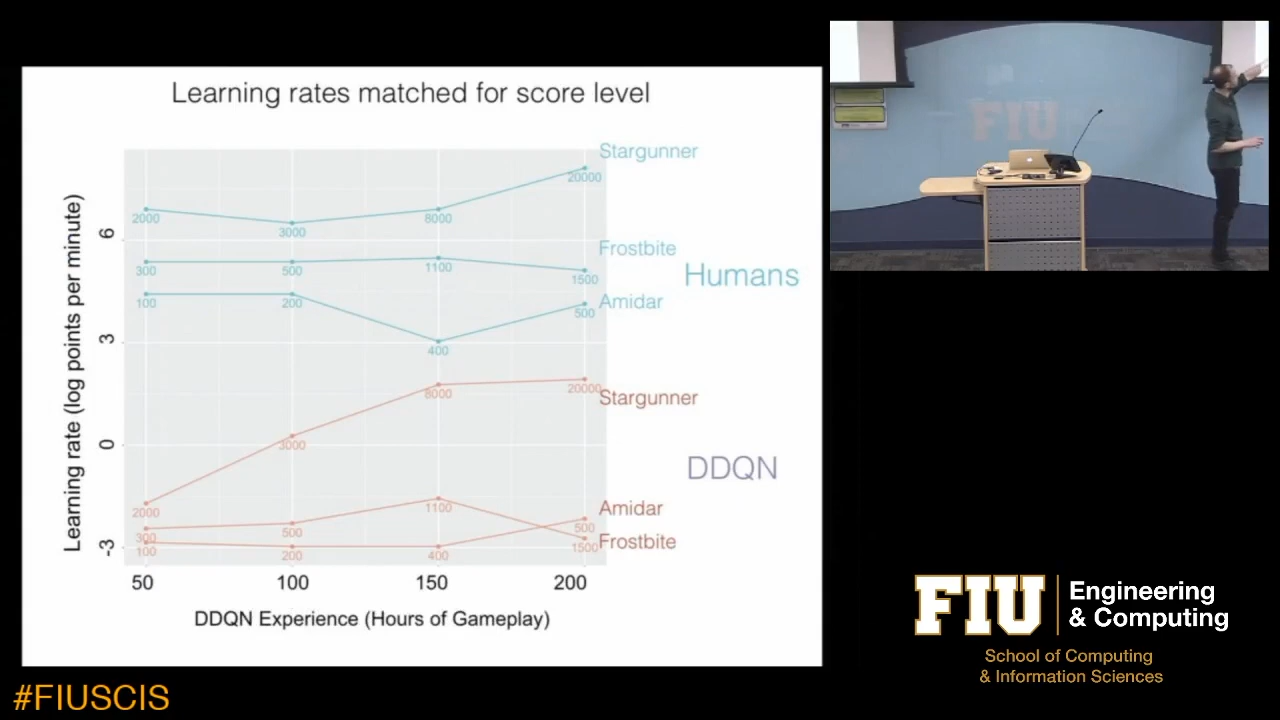 Learning rates matched for score level
Learning rate (log points per minute)
6
3
0
-3
Stargunner
2000
3000
8000
20000
Frostbite
300
500
1100
1500
Humans
Amidar
100
200
400
500
2000
3000
8000
20000
Stargunner
DDQN
Amidar
300
500
1100
1500
100
200
400
500
Frostbite
50 100 150 200
DDQN Experience (Hours of Gameplay)
FIU
FIU
Engineering
& Computing
School of Computing
& Information Sciences
#FIUSCIS